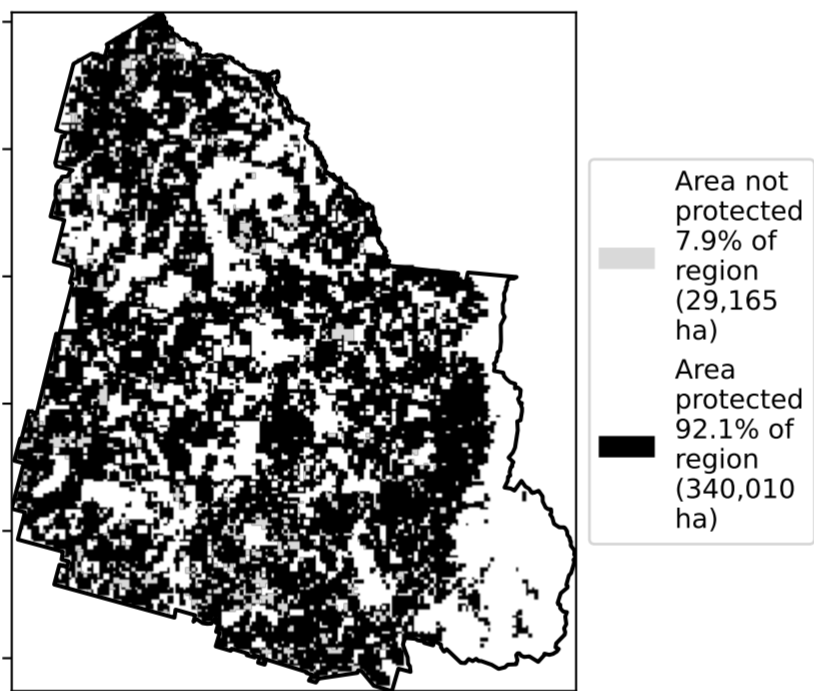 Area not
protected
7.9% of
region
(29,165
ha)
Area
protected
92.1% of
region
(340,010
ha)